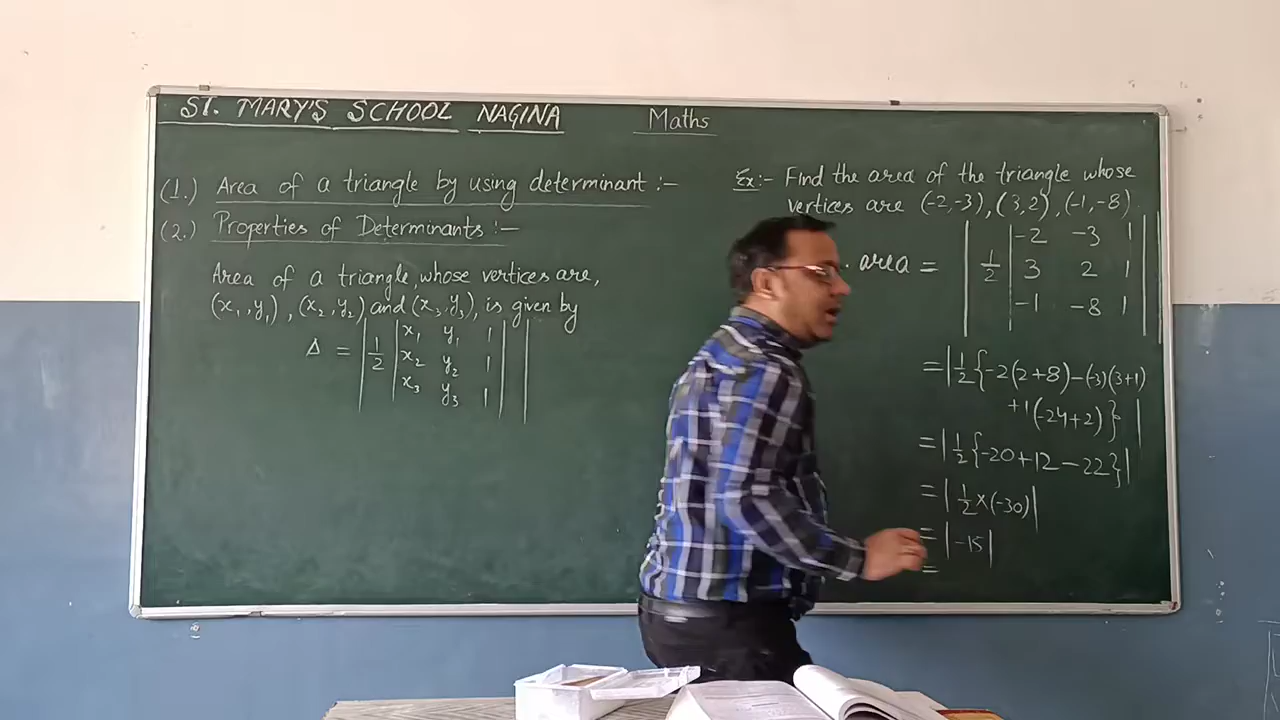 ST. MARY'S SCHOOL NAGINA Maths
(1.) Area of a triangle by using determinant :-
(2.) Properties of Determinants :-
Area of a triangle, whose vertices are,
(x₁, y₁), (x₂, y₂) and (x₃, y₃), is given by
Δ = | 1/2 | x₁ y₁ 1
x₂ y₂ 1
x₃ y₃ 1 | |
Ex:- Find the area of the triangle whose
vertices are (-2,-3), (3,2), (-1,-8)
. area = | 1/2 | -2 -3 1
3 2 1
-1 -8 1 | |
= | 1/2 {-2(2+8)-(-3)(3+1)
+1(-24+2)} |
= | 1/2 {-20+12-22} |
= | 1/2 × (-30) |
= | -15 |
=